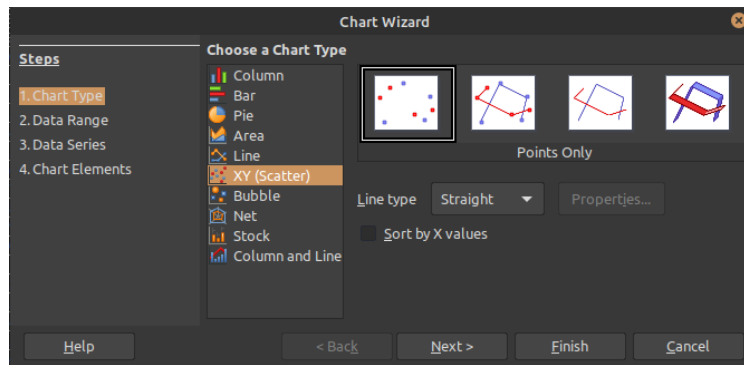 Chart Wizard
Steps
1. Chart Type
2. Data Range
3. Data Series
4. Chart Elements
Choose a Chart Type
Column
Bar
Pie
Area
Line
XY (Scatter)
Bubble
Net
Stock
Column and Line
Points Only
Line type
Straight
Properties...
Sort by X values
Help
< Back
Next >
Finish
Cancel